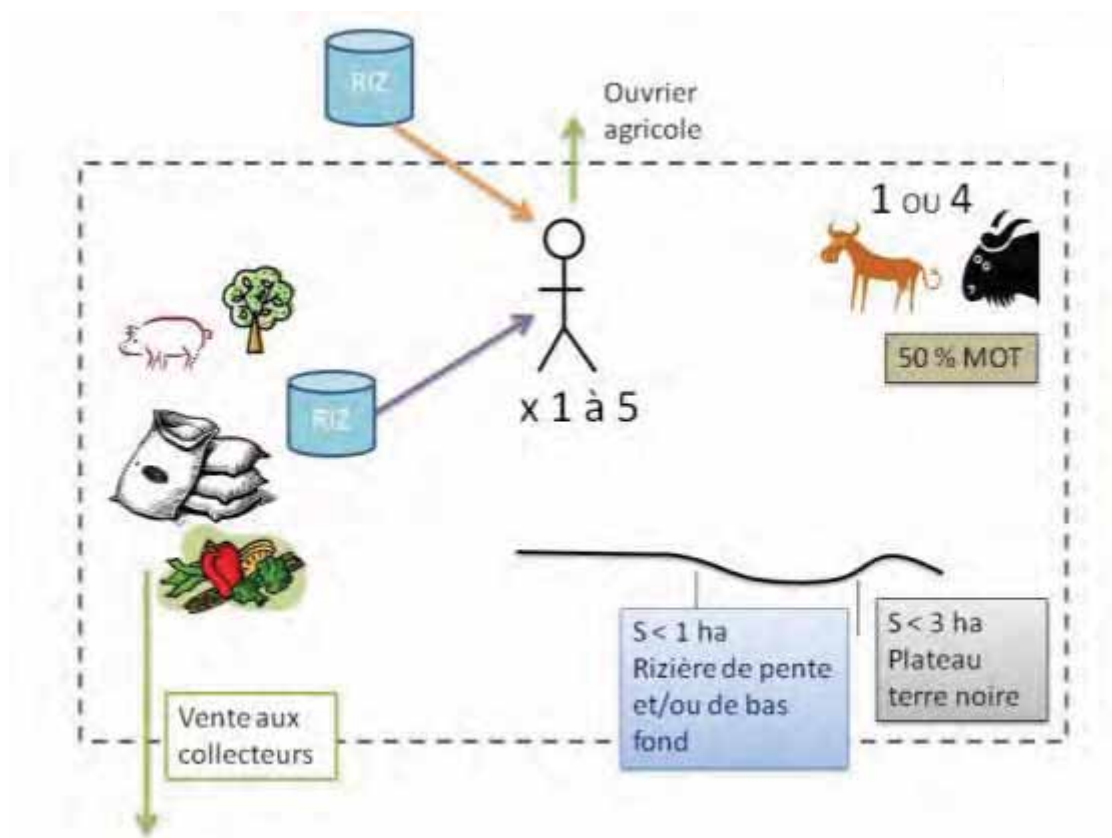 RIZ
Ouvrier
agricole
1 OU 4
50 % MOT
RIZ
x 1 à 5
S < 1 ha
Rizière de pente
et/ou de bas
fond
S < 3 ha
Plateau
terre noire
Vente aux
collecteurs